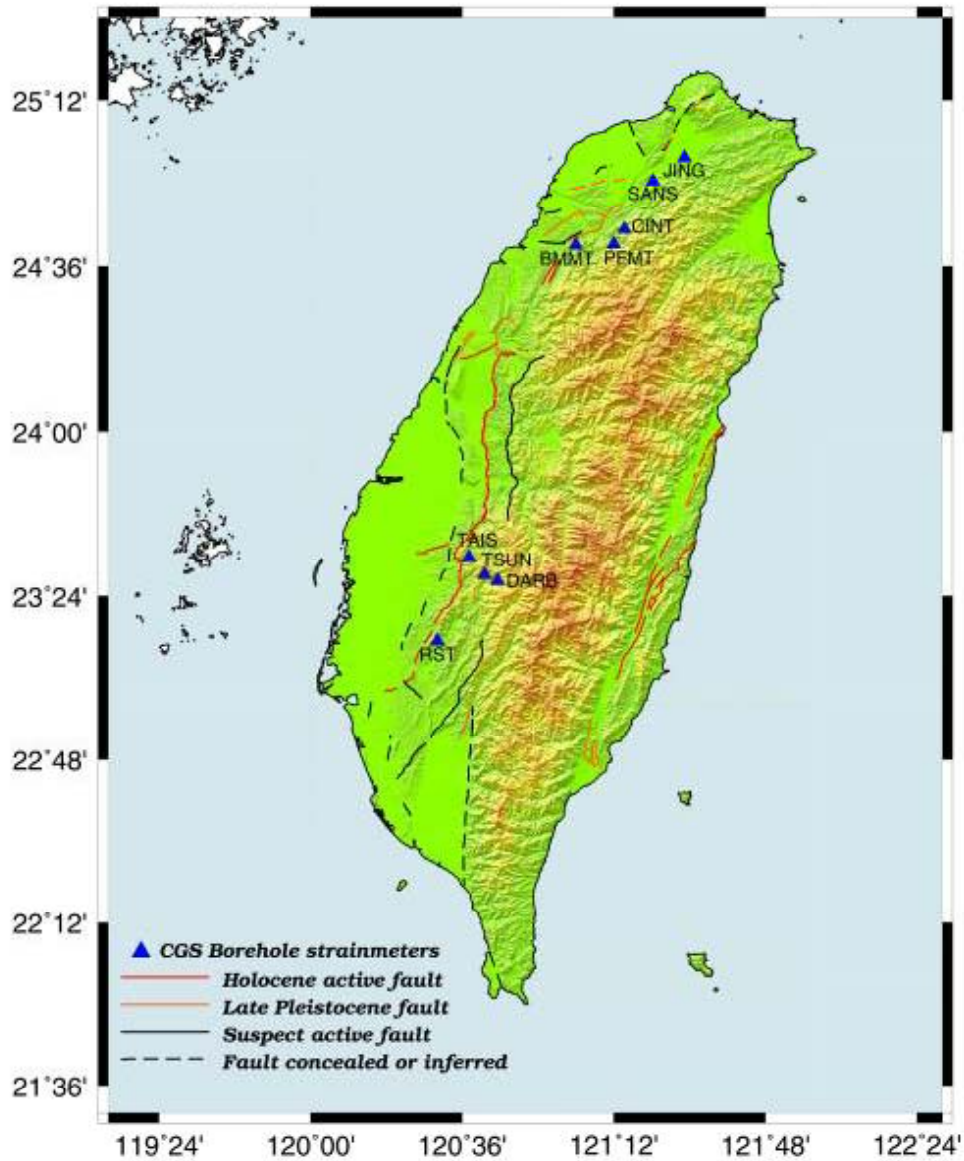 25°12'
24°36'
24°00'
23°24'
22°48'
22°12'
21°36'
JING
SANS
CINT
BMMT
PEMT
TAIS
TSUN
DARB
RST
CGS Borehole strainmeters
Holocene active fault
Late Pleistocene fault
Suspect active fault
Fault concealed or inferred
119°24'
120°00'
120°36'
121°12'
121°48'
122°24'